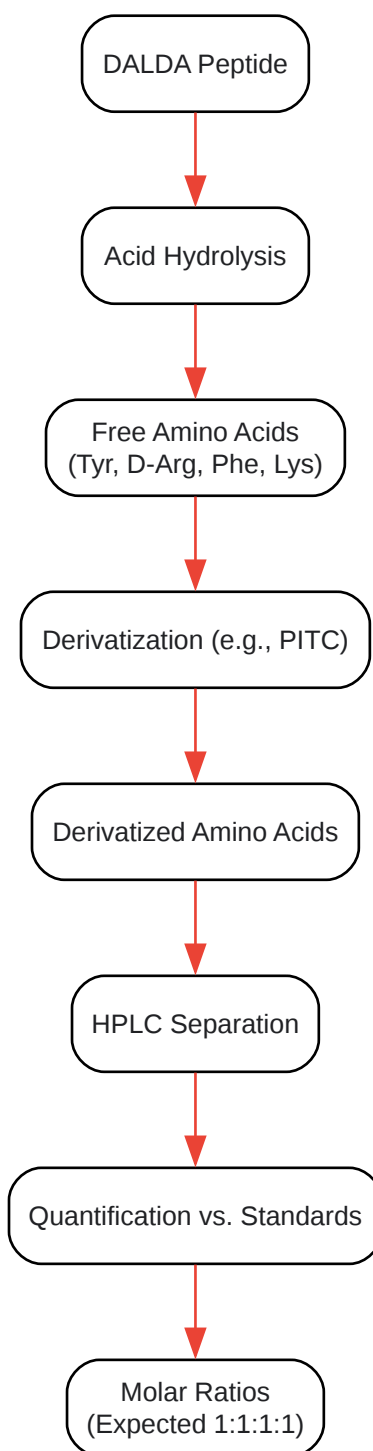 DALDA Peptide
Acid Hydrolysis
Free Amino Acids
(Tyr, D-Arg, Phe, Lys)
Derivatization (e.g., PITC)
Derivatized Amino Acids
HPLC Separation
Quantification vs. Standards
Molar Ratios
(Expected 1:1:1:1)